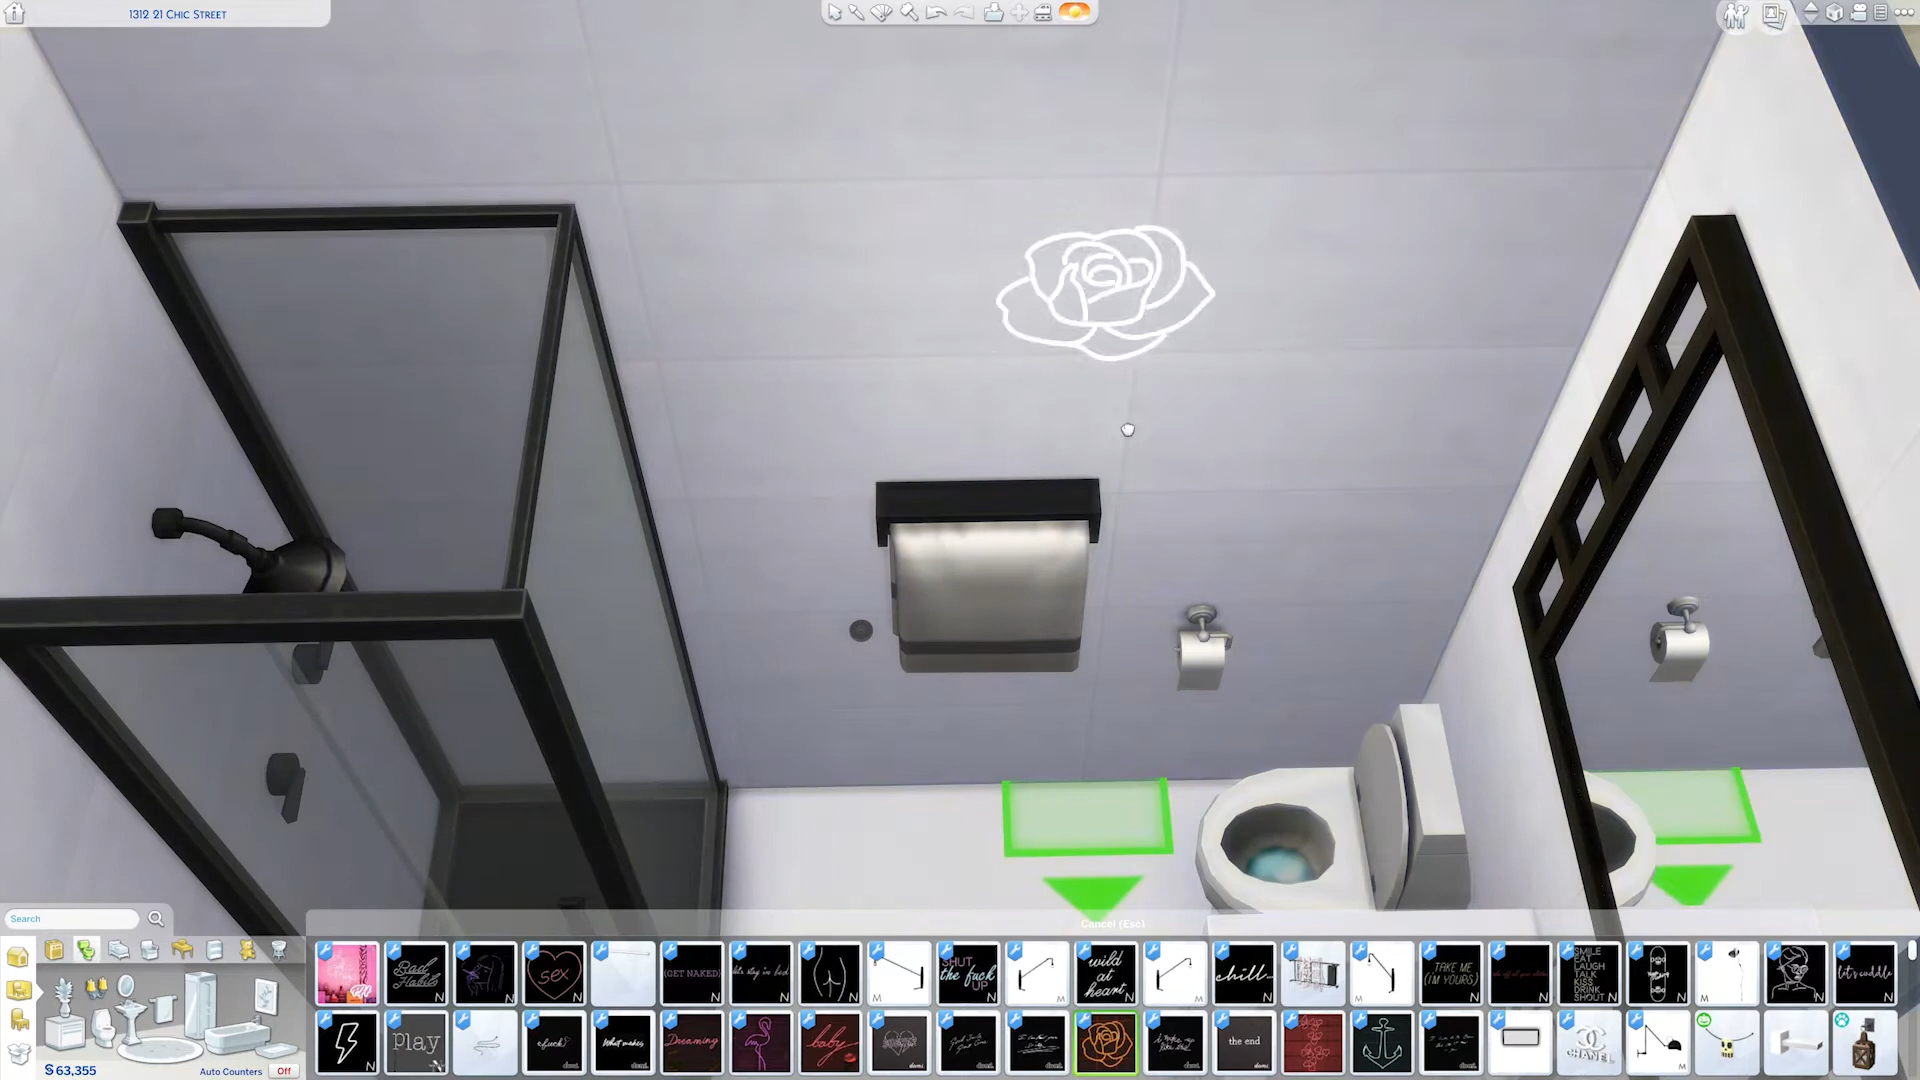 1312 21 CHIC STREET
Cancel (Esc)
Search
Bad Habits
N
N
sex
N
{GET NAKED}
N
let's stay in bed
N
N
M
SHUT the fuck UP
N
M
wild at heart
N
M
chill
N
M
TAKE ME (I'M YOURS)
N
N
SMILE EAT LAUGH TALK KISS DRINK SHOUT
N
N
M
N
let's cuddle
N
N
Play
Dreaming
baby
the end
CHANEL
M
§63,355
Auto Counters
Off